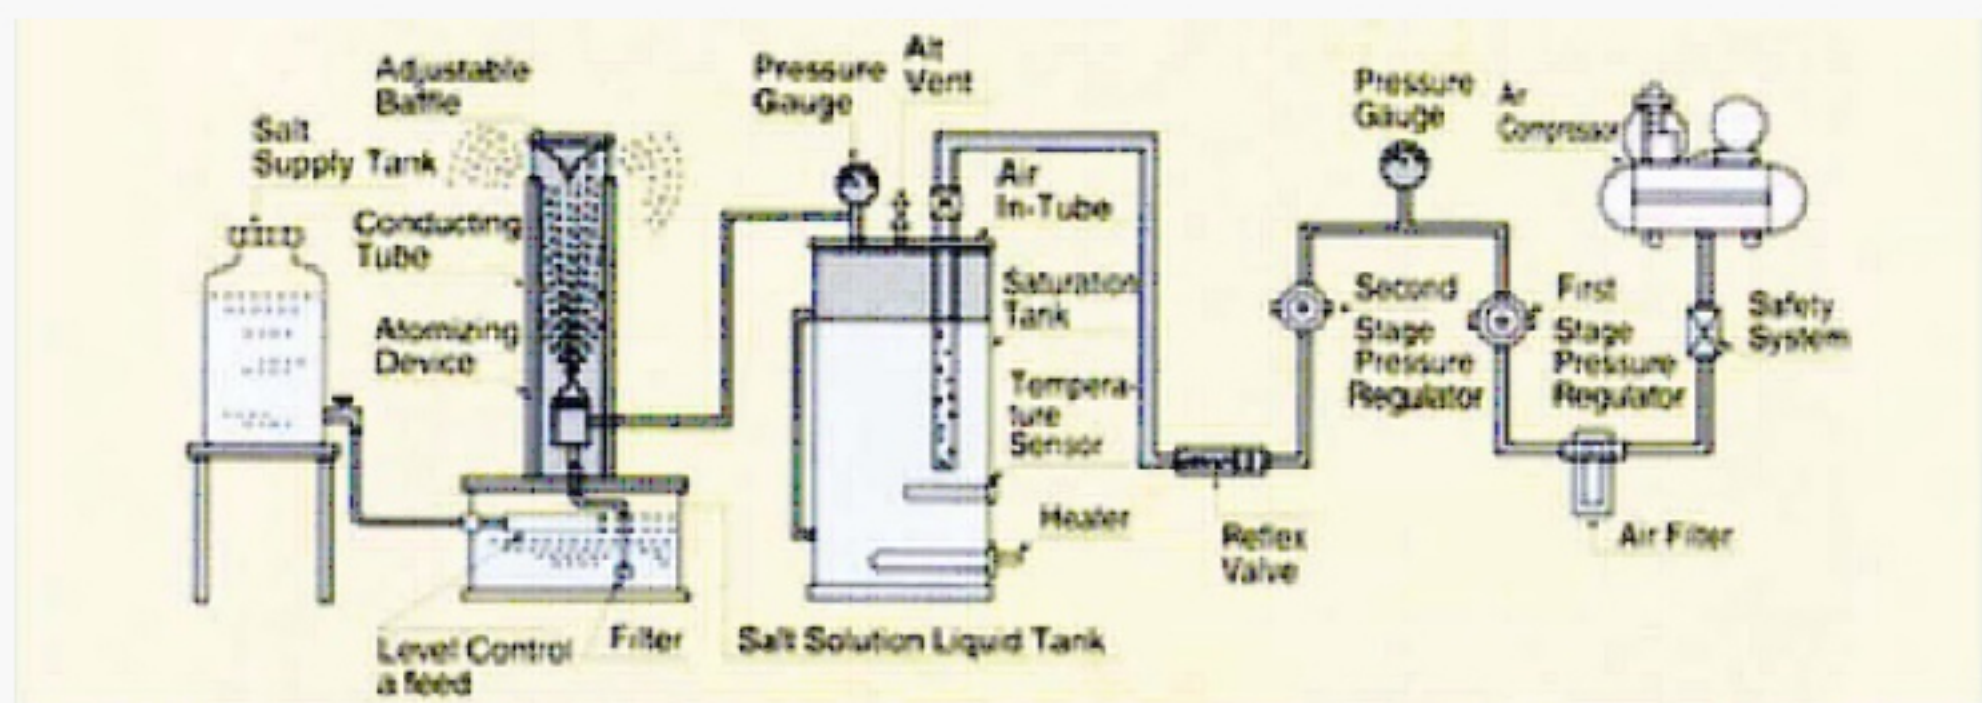 Adjustable
Baffle
Salt
Supply Tank
Conducting
Tube
Atomizing
Device
Level Control
a feed
Filter
Salt Solution Liquid Tank
Pressure
Gauge
Vent
Air
In-Tube
Saturation
Tank
Tempera-
ture
Sensor
Heater
Reflex
Valve
Pressure
Gauge
Second
Stage
Pressure
Regulator
First
Stage
Pressure
Regulator
Air Filter
Compressor
Safety
System